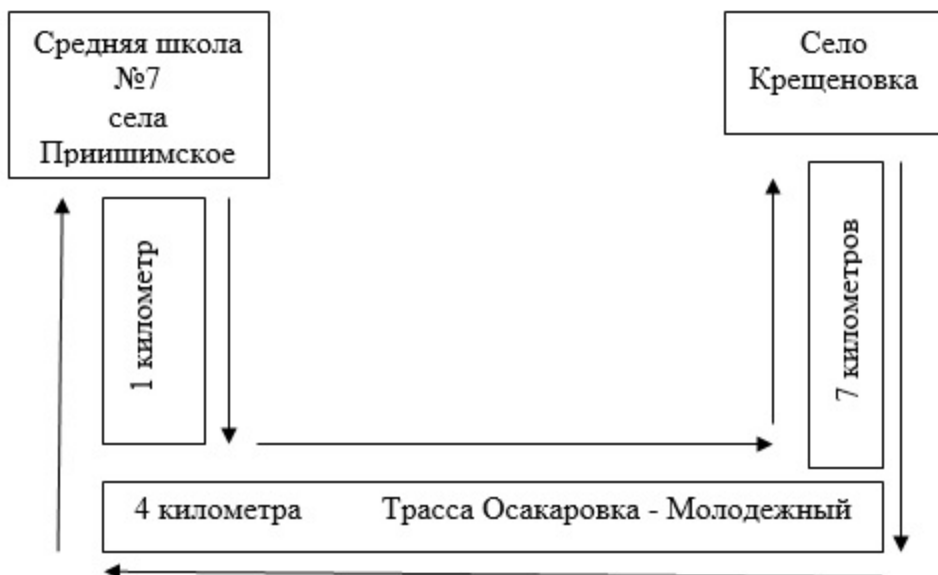 Средняя школа
№7
села
Приишимское
Село
Крещеновка
1 километр
7 километров
4 километра Трасса Осакаровка - Молодежный